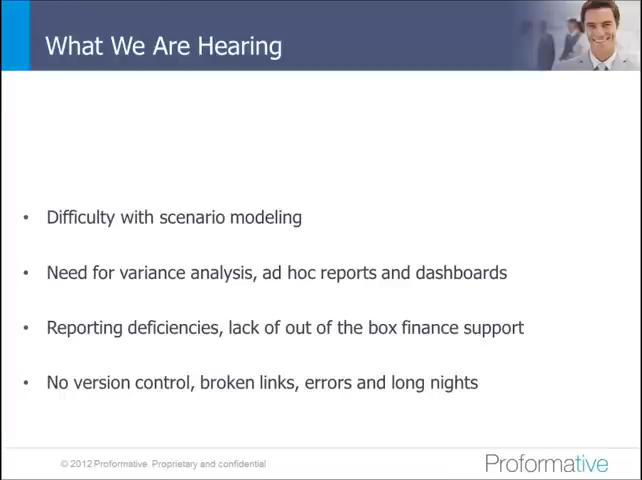 What We Are Hearing
• Difficulty with scenario modeling
• Need for variance analysis, ad hoc reports and dashboards
• Reporting deficiencies, lack of out of the box finance support
• No version control, broken links, errors and long nights
© 2012 Proformative. Proprietary and confidential
Proformative